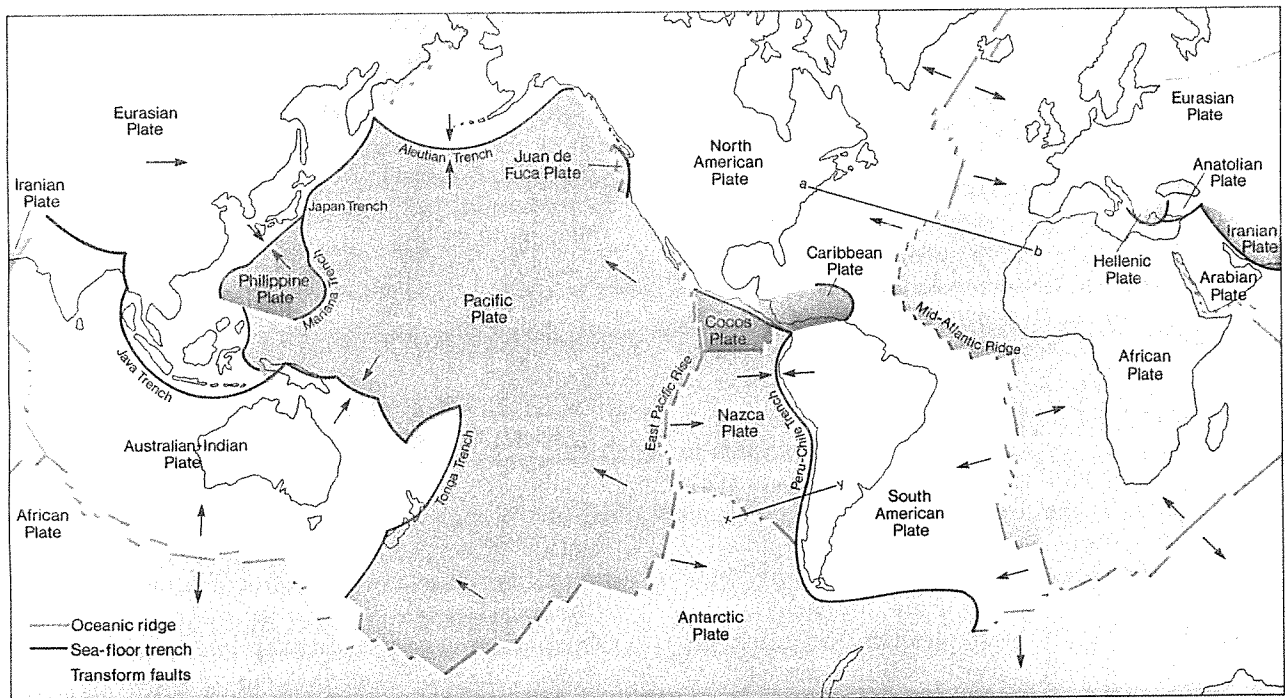 Eurasian
Plate
Iranian
Plate
Aleutian Trench
Juan de
Fuca Plate
North
American
Plate
Eurasian
Plate
Anatolian
Plate
Japan Trench
a
b
Iranian
Plate
Hellenic
Plate
Arabian
Plate
Caribbean
Plate
Philippine
Plate
Mariana Trench
Pacific
Plate
Cocos
Plate
Mid-Atlantic Ridge
African
Plate
Java Trench
East Pacific Rise
Nazca
Plate
Peru-Chile Trench
Australian-Indian
Plate
Tonga Trench
x
y
South
American
Plate
African
Plate
Antarctic
Plate
Oceanic ridge
Sea-floor trench
Transform faults